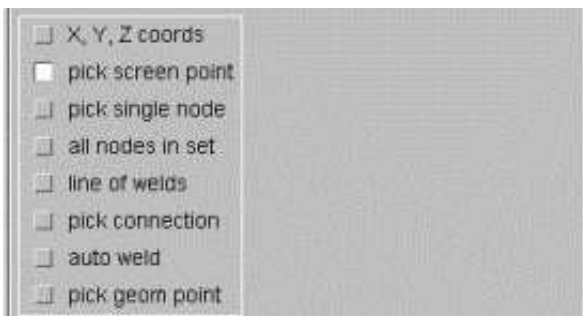 X, Y, Z coords
pick screen point
pick single node
all nodes in set
line of welds
pick connection
auto weld
pick geom point